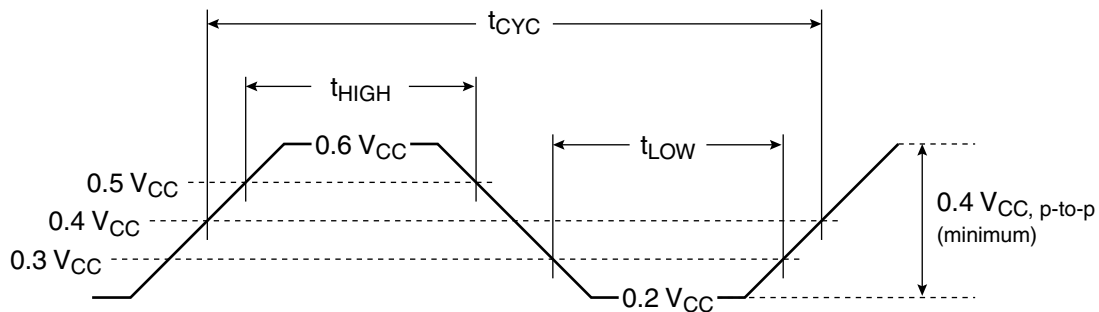 tCYC
tHIGH
tLOW
0.6 VCC
0.5 VCC
0.4 VCC
0.3 VCC
0.2 VCC
0.4 VCC, p-to-p
(minimum)